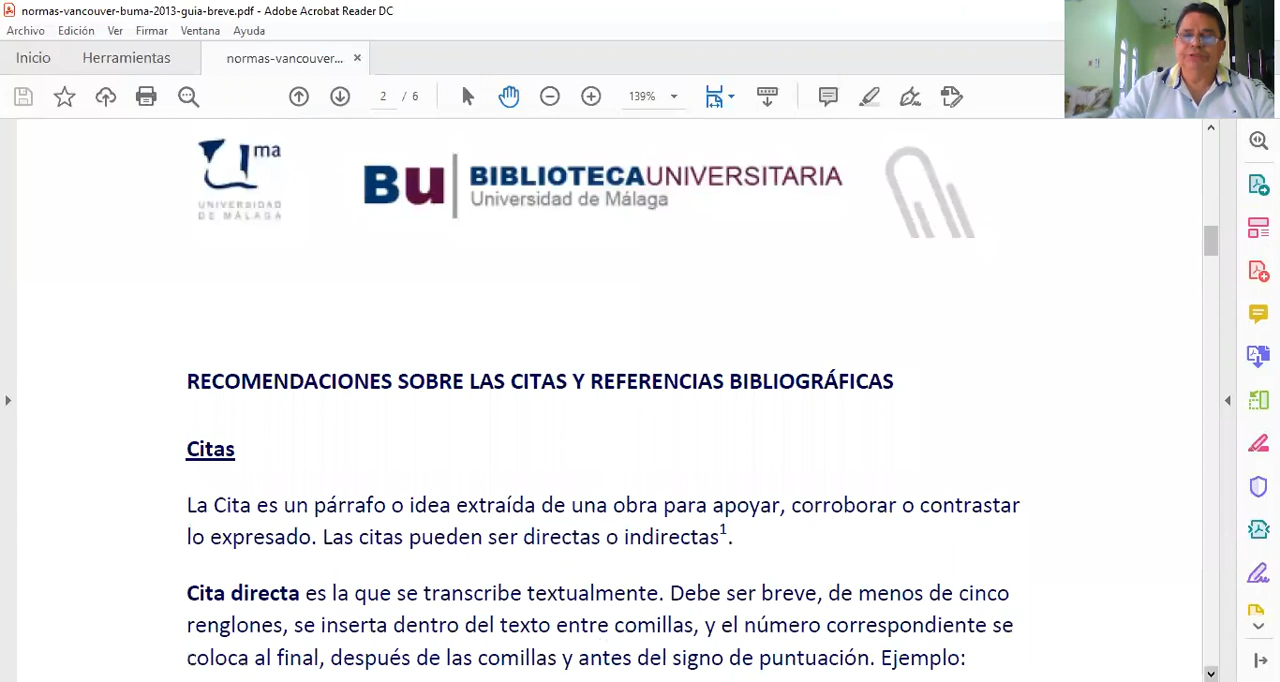 normas-vancouver-buma-2013-guia-breve.pdf - Adobe Acrobat Reader DC
Archivo Edición Ver Firmar Ventana Ayuda
Inicio Herramientas normas-vancouver... ×
2 / 6 139%
uma
UNIVERSIDAD
DE MÁLAGA
Bu BIBLIOTECAUNIVERSITARIA
Universidad de Málaga
RECOMENDACIONES SOBRE LAS CITAS Y REFERENCIAS BIBLIOGRÁFICAS
Citas
La Cita es un párrafo o idea extraída de una obra para apoyar, corroborar o contrastar
lo expresado. Las citas pueden ser directas o indirectas¹.
Cita directa es la que se transcribe textualmente. Debe ser breve, de menos de cinco
renglones, se inserta dentro del texto entre comillas, y el número correspondiente se
coloca al final, después de las comillas y antes del signo de puntuación. Ejemplo: